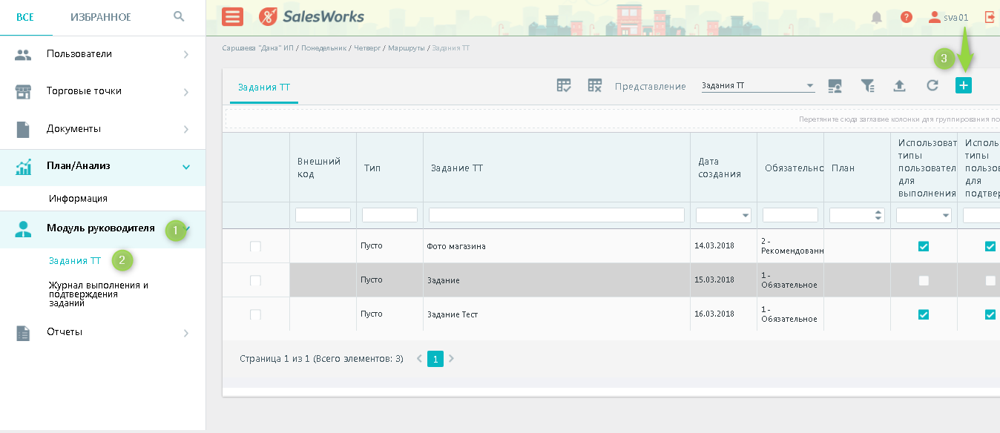 ВСЕ
ИЗБРАННОЕ
Пользователи
Торговые точки
Документы
План/Анализ
Информация
Модуль руководителя
1
Задания ТТ
2
Журнал выполнения и
подтверждения
заданий
Отчеты
SalesWorks
?
sva01
Саршаева "Дана" ИП / Понедельник / Четверг / Маршруты / Задания ТТ
3
Задания ТТ
Представление
Задания ТТ
Перетяните сюда заглавие колонки для группирования по
Внешний
код
Тип
Задание ТТ
Дата
создания
Обязательно
План
Использоват
типы
пользовател
для
выполнения
Исполь
типы
пользов
для
подтвер
Пусто
Фото магазина
14.03.2018
2 -
Рекомендованн
Пусто
Задание
15.03.2018
1 -
Обязательное
Пусто
Задание Тест
16.03.2018
1 -
Обязательное
Страница 1 из 1 (Всего элементов: 3)
1